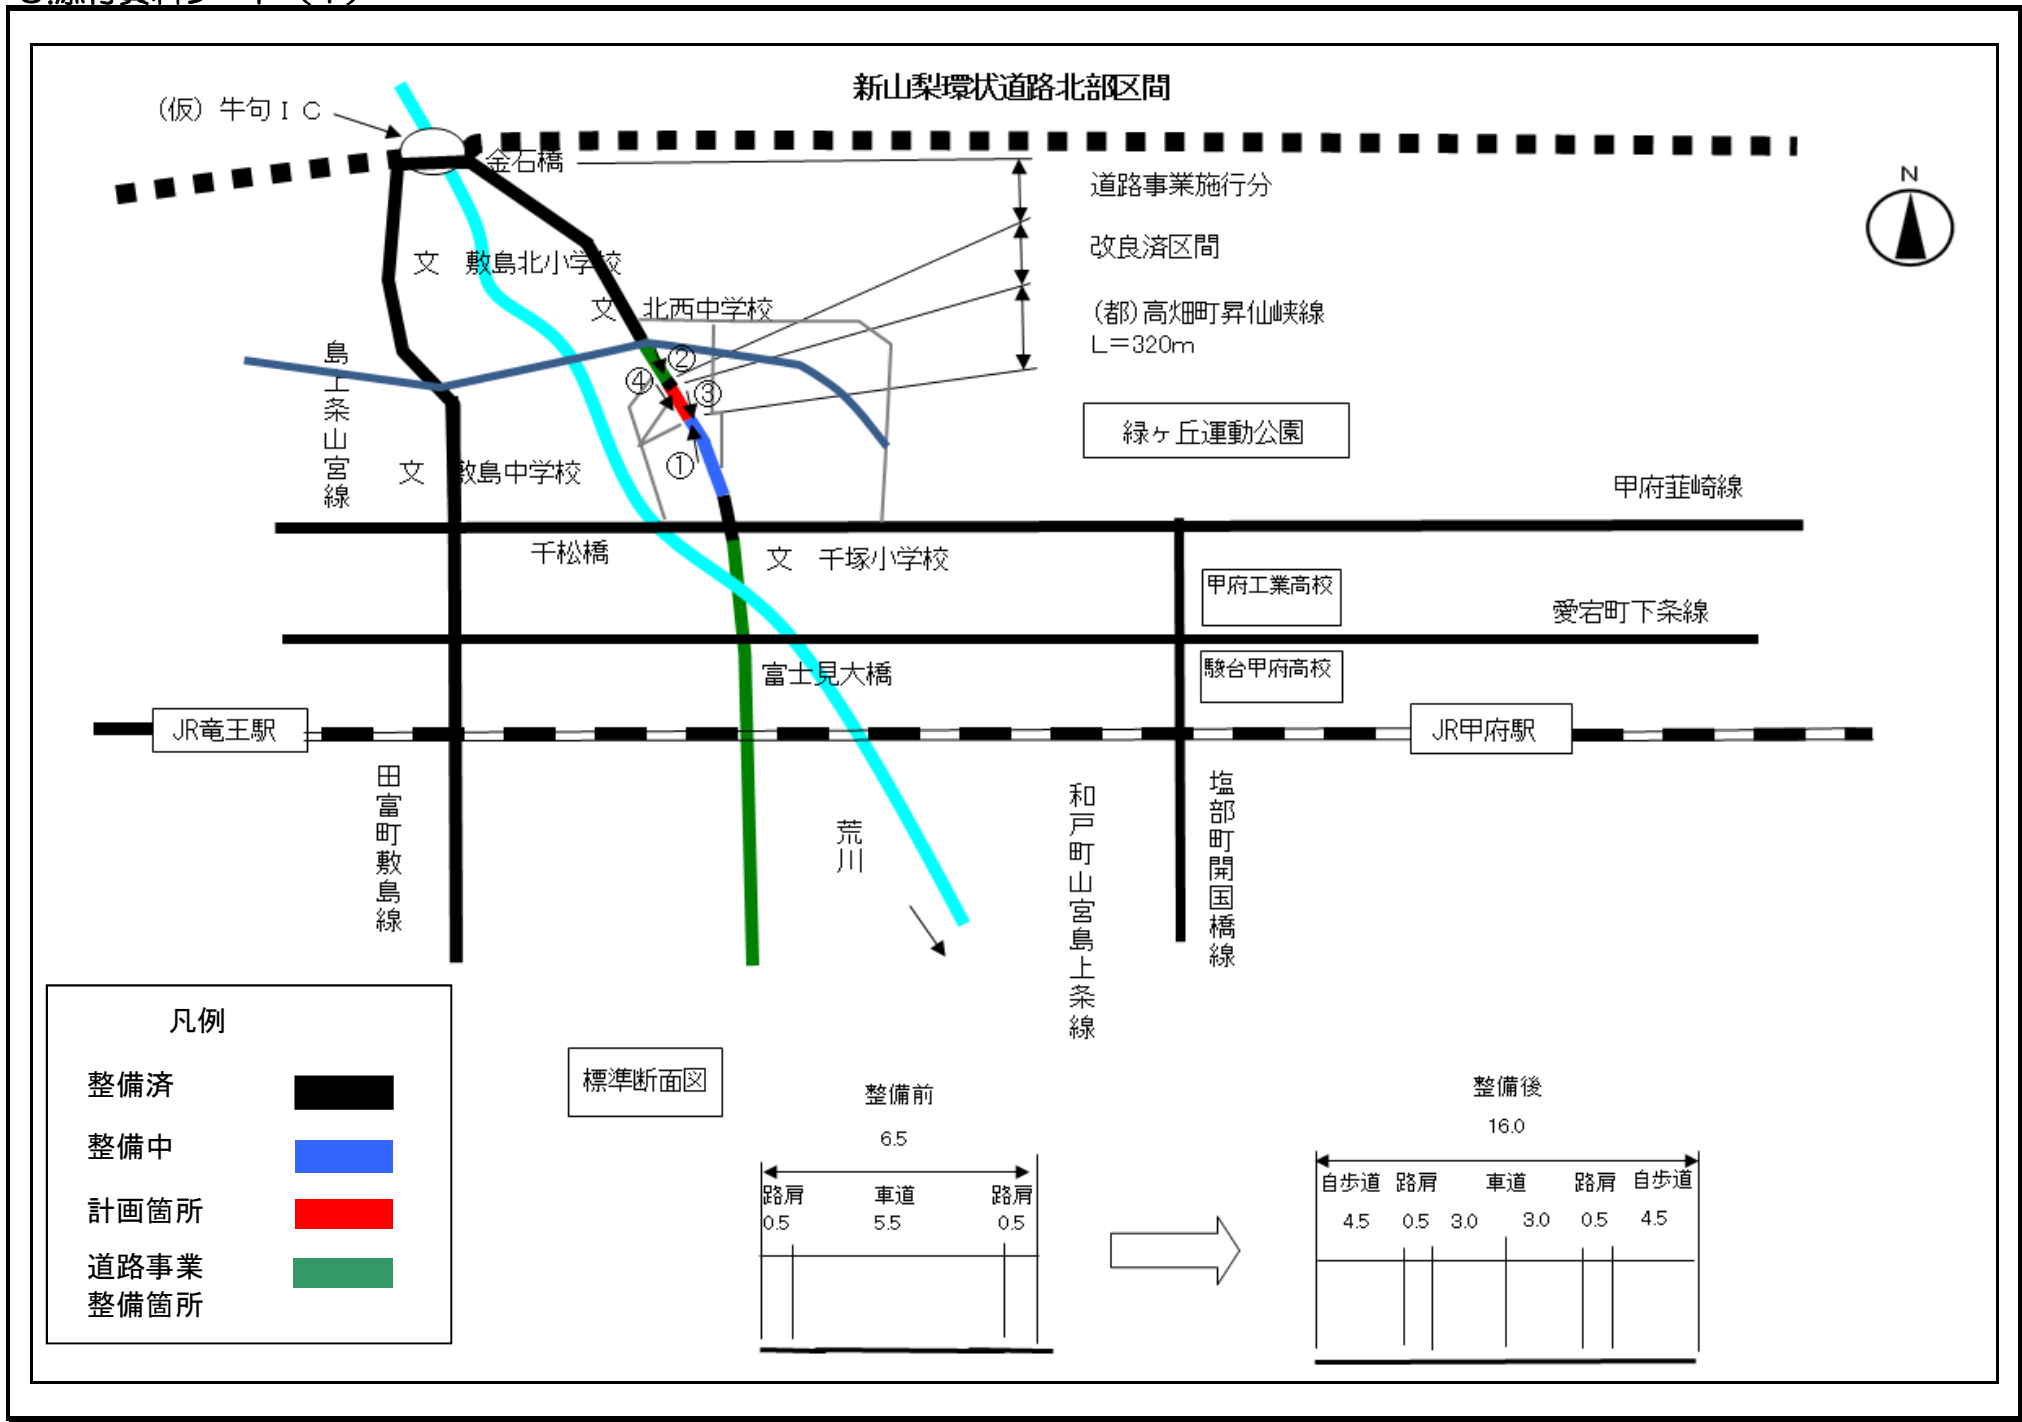 新山梨環状道路北部区間
（仮）牛句ＩＣ
金石橋
道路事業施行分
N
文　敷島北小学校
改良済区間
文　北西中学校
（都）高畑町昇仙峡線
Ｌ＝320ｍ
島上条山宮線
②
④
③
緑ヶ丘運動公園
文　敷島中学校
①
甲府韮崎線
千松橋
文　千塚小学校
甲府工業高校
愛宕町下条線
富士見大橋
駿台甲府高校
JR竜王駅
JR甲府駅
田富町敷島線
荒川
和戸町山宮島上条線
塩部町開国橋線
凡例
整備済
整備中
計画箇所
道路事業
整備箇所
標準断面図
整備前
6.5
路肩　車道　路肩
0.5　5.5　0.5
整備後
16.0
自歩道　路肩　車道　路肩　自歩道
4.5　0.5　3.0　3.0　0.5　4.5